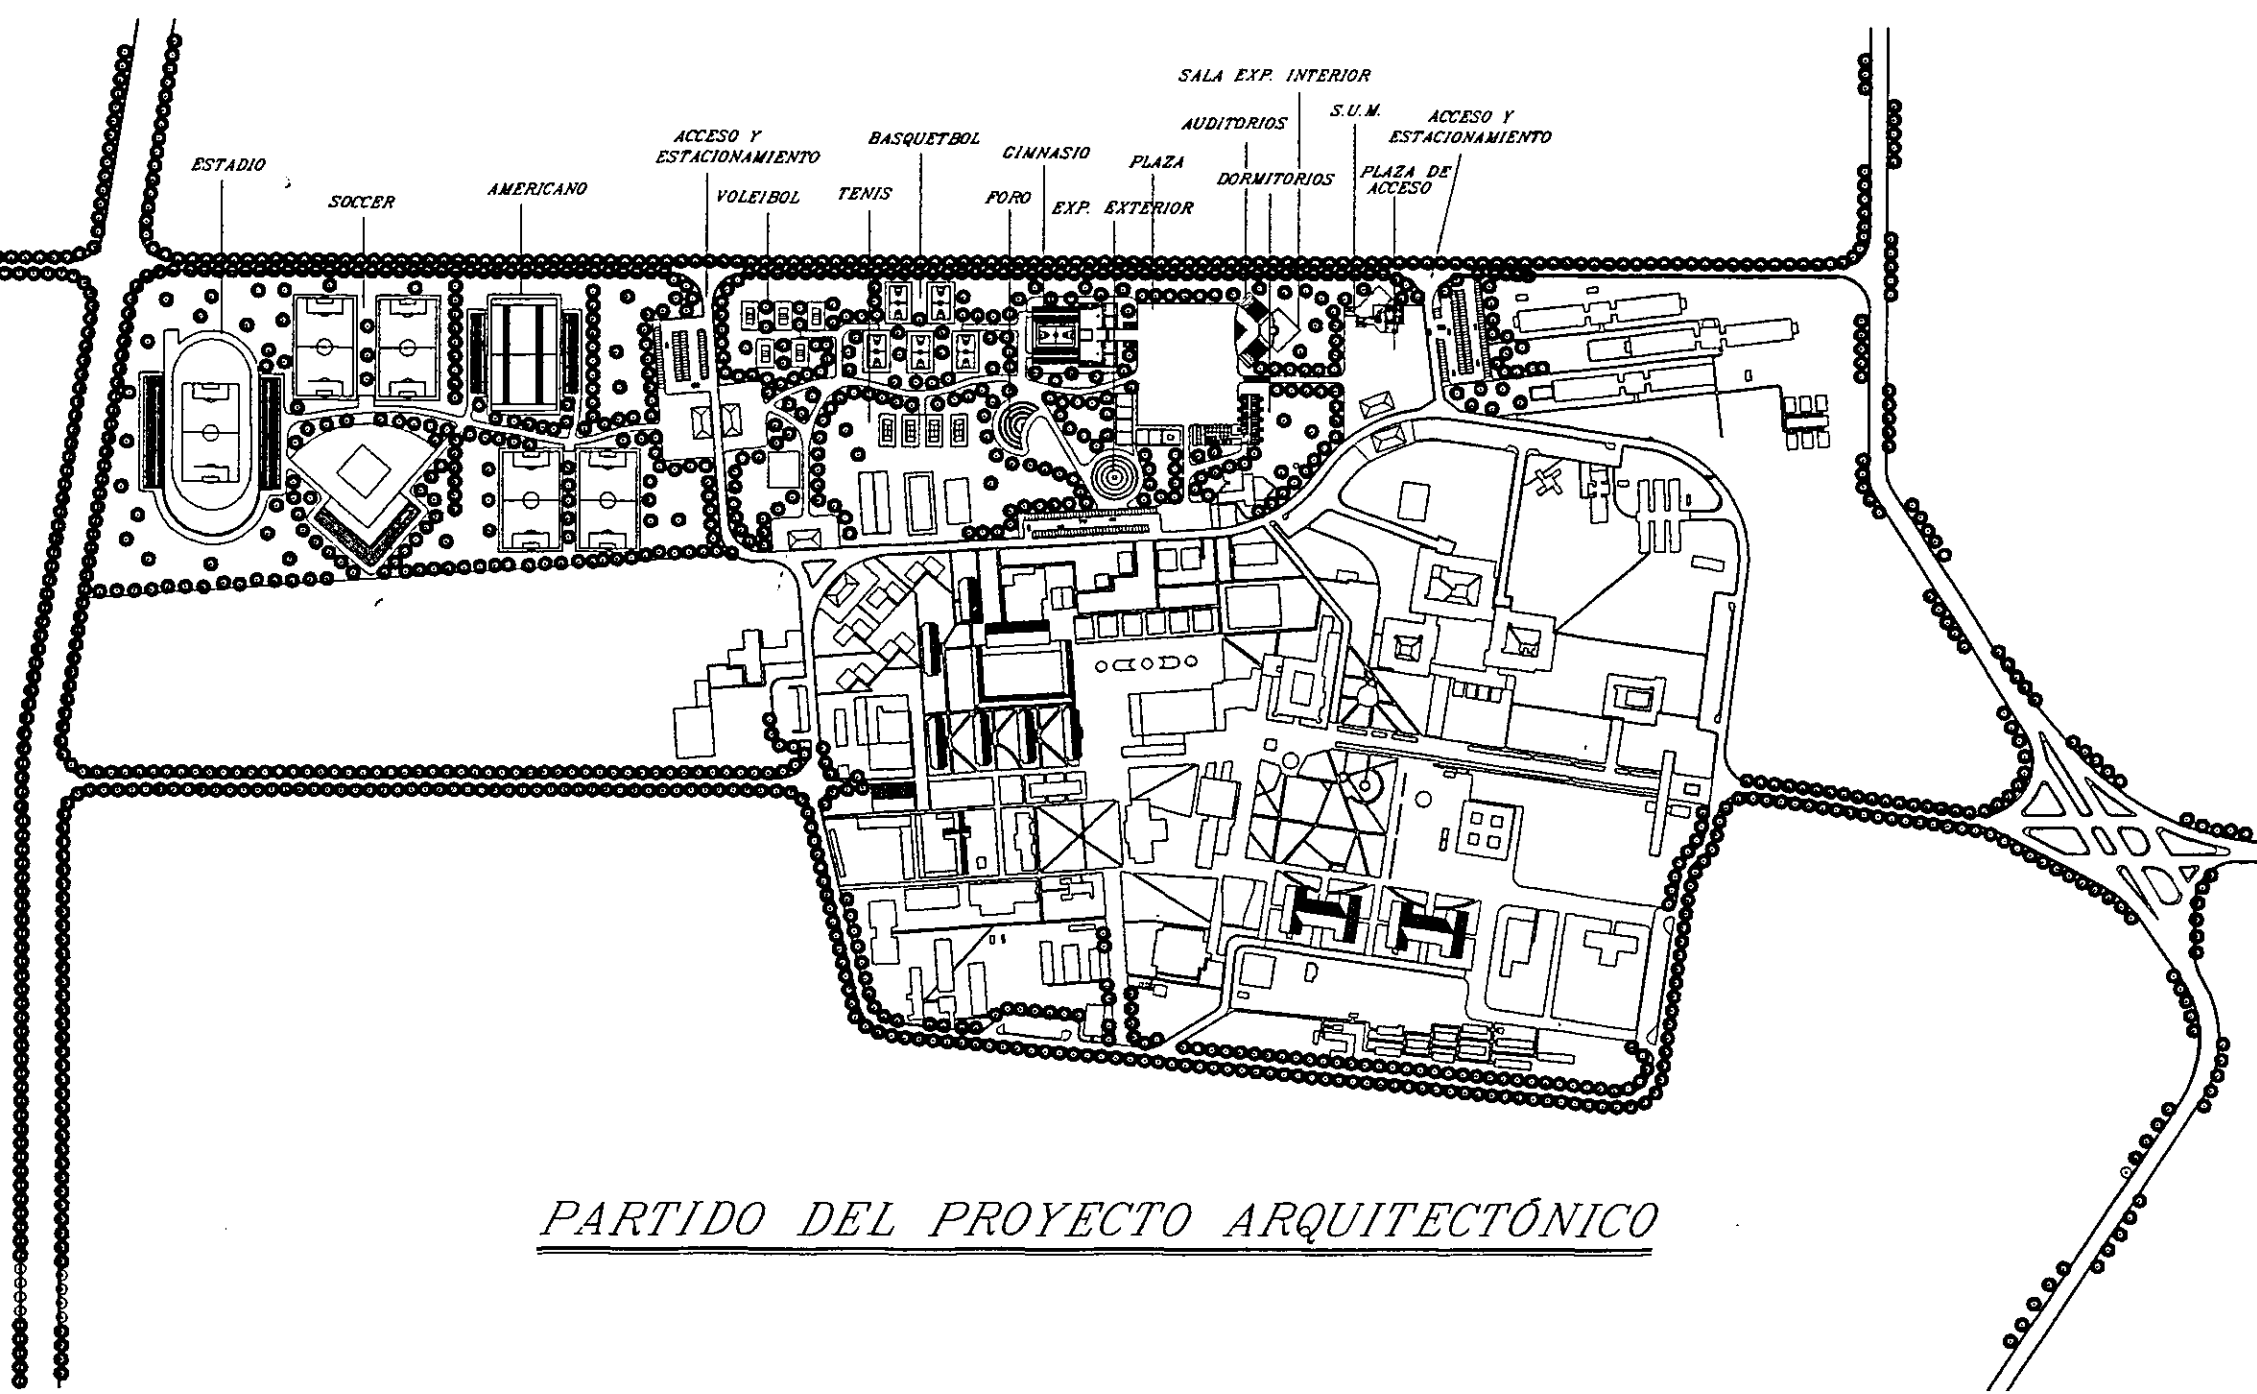 SALA EXP. INTERIOR
S.U.M.
ACCESO Y
ESTACIONAMIENTO
AUDITORIOS
ACCESO Y
ESTACIONAMIENTO
BASQUETBOL
GIMNASIO
PLAZA
ESTADIO
AMERICANO
SOCCER
VOLEIBOL
TENIS
FORO
EXP. EXTERIOR
DORMITORIOS
PLAZA DE
ACCESO
PARTIDO DEL PROYECTO ARQUITECTÓNICO